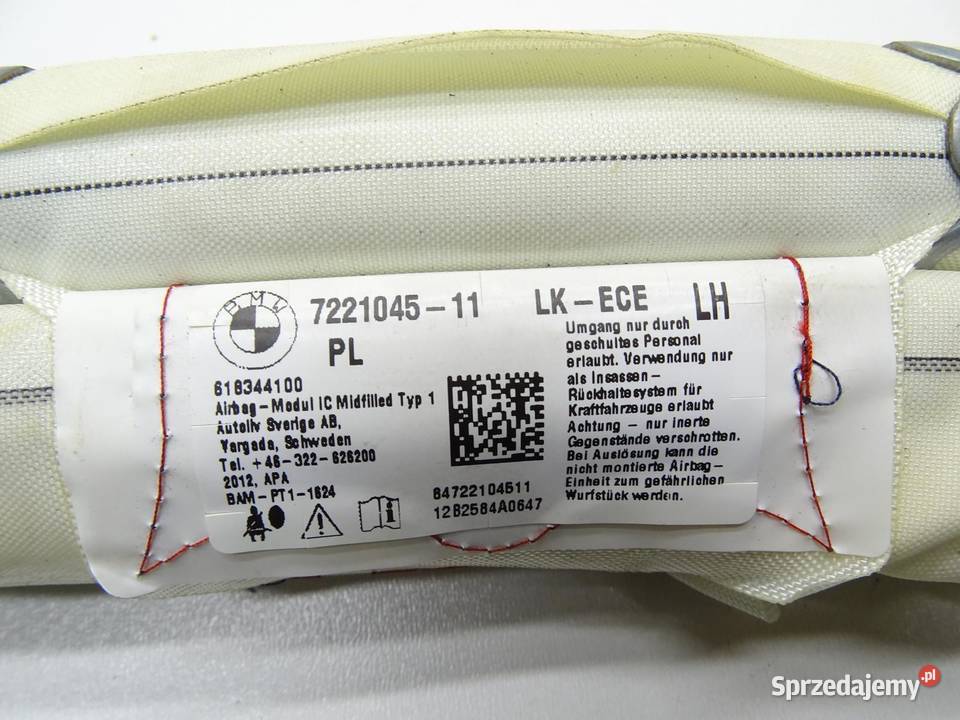 BMW
7221045-11 LK-ECE LH
PL
618344100
Airbag-Modul IC Midfilled Typ 1
Autoliv Sverige AB,
Vargada, Schweden
Tel. +46-322-626200
2012, APA
BAM-PT1-1624
84722104511
12B2584A0647
Umgang nur durch
geschultes Personal
erlaubt. Verwendung nur
als Insassen-
Rückhaltesystem für
Kraftfahrzeuge erlaubt
Achtung - nur inerte
Gegenstände verschrotten.
Bei Auslösung kann die
nicht montierte Airbag-
Einheit zum gefährlichen
Wurfstück werden.
Sprzedajemy.pl